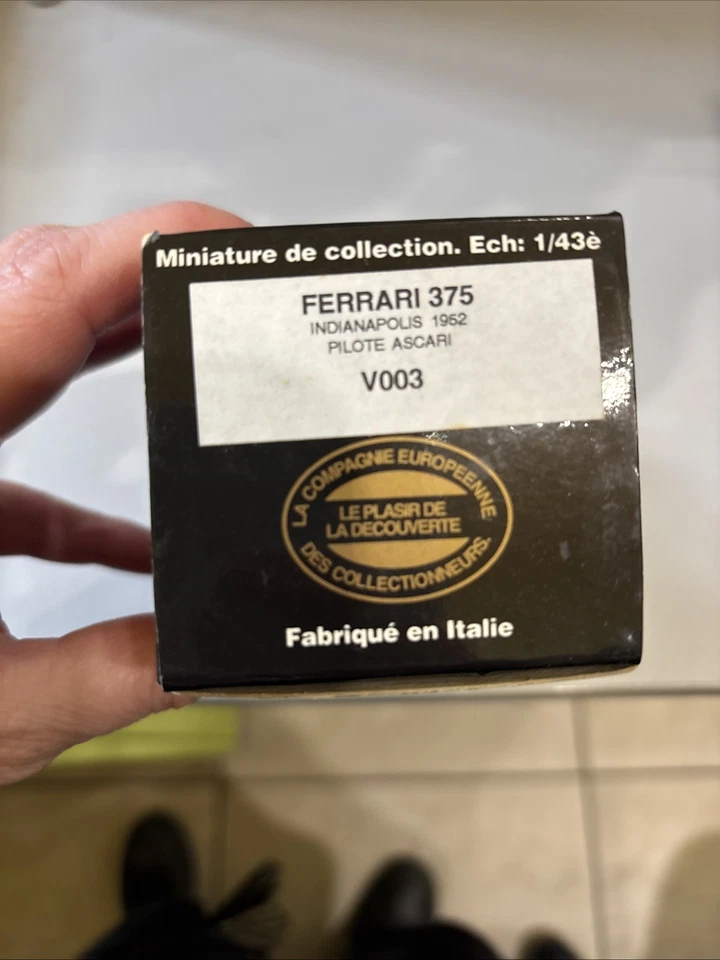 Miniature de collection. Ech: 1/43è
FERRARI 375
INDIANAPOLIS 1952
PILOTE ASCARI
V003
LA COMPAGNIE EUROPEENNE
LE PLASIR DE
LA DECOUVERTE
DES COLLECTIONNEURS.
Fabriqué en Italie